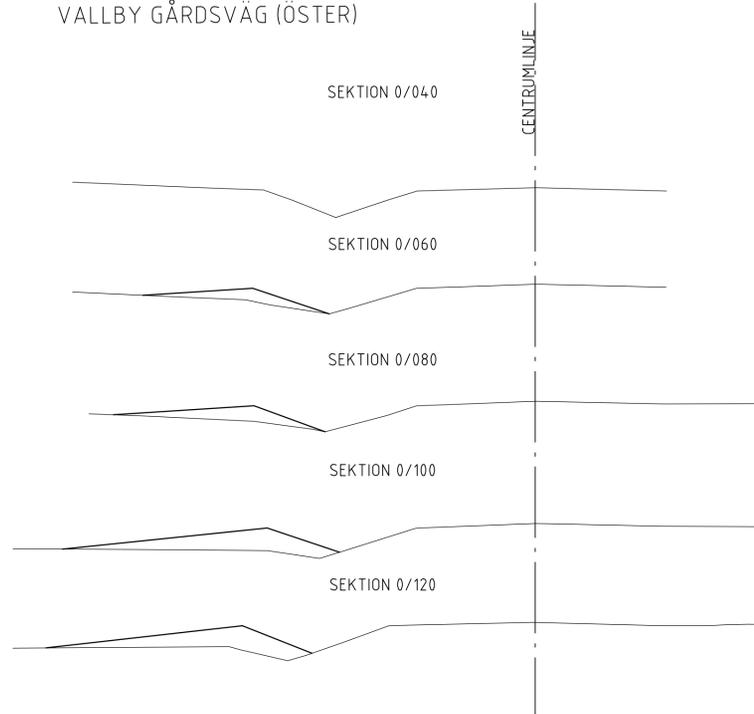 VALLBY GÅRDSVÄG (ÖSTER)
CENTRUMLINJE
SEKTION 0/040
SEKTION 0/060
SEKTION 0/080
SEKTION 0/100
SEKTION 0/120